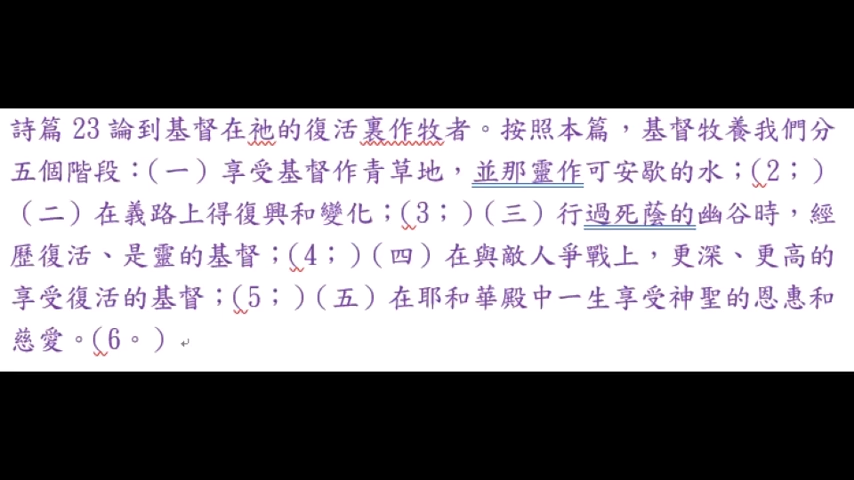 詩篇 23 論到基督在祂的復活裏作牧者。按照本篇，基督牧養我們分
五個階段：（一）享受基督作青草地，並那靈作可安歇的水；(2；)
（二）在義路上得復興和變化；(3；)（三）行過死蔭的幽谷時，經
歷復活、是靈的基督；(4；)（四）在與敵人爭戰上，更深、更高的
享受復活的基督；(5；)（五）在耶和華殿中一生享受神聖的恩惠和
慈愛。(6。)